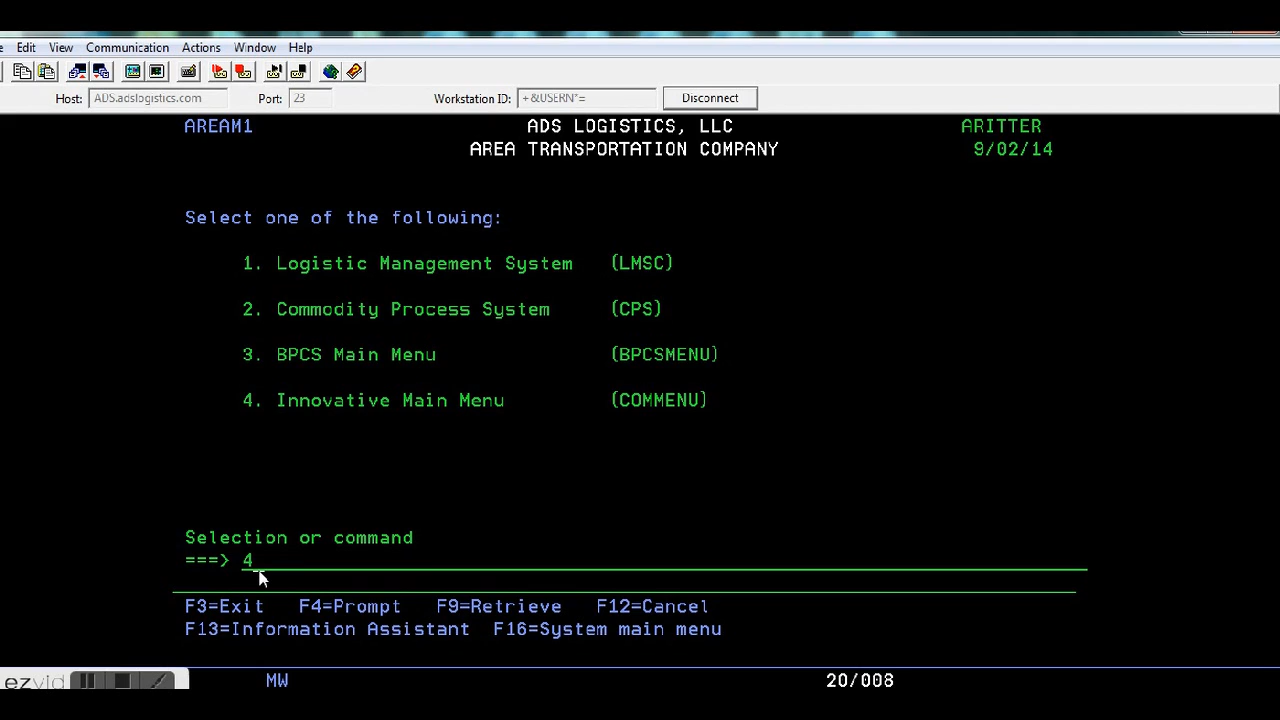 Edit View Communication Actions Window Help
Host: ADS.adslogistics.com Port: 23 Workstation ID: +&USERN*= Disconnect
AREAM1 ADS LOGISTICS, LLC ARITTER
AREA TRANSPORTATION COMPANY 9/02/14
Select one of the following:
1. Logistic Management System (LMSC)
2. Commodity Process System (CPS)
3. BPCS Main Menu (BPCSMENU)
4. Innovative Main Menu (COMMENU)
Selection or command
===> 4
F3=Exit F4=Prompt F9=Retrieve F12=Cancel
F13=Information Assistant F16=System main menu
ezvid MW 20/008